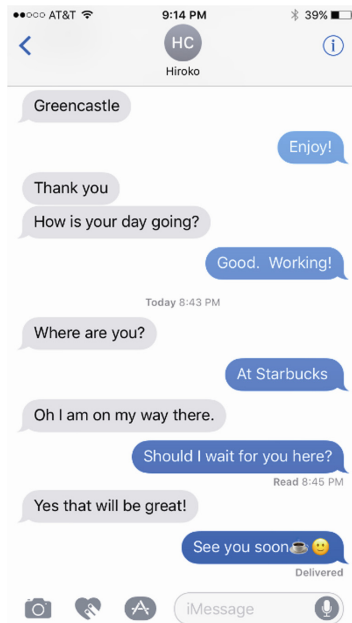 AT&T 9:14 PM 39%
HC
Hiroko
Greencastle
Enjoy!
Thank you
How is your day going?
Good.  Working!
Today 8:43 PM
Where are you?
At Starbucks
Oh I am on my way there.
Should I wait for you here?
Read 8:45 PM
Yes that will be great!
See you soon☕🙂
Delivered
iMessage